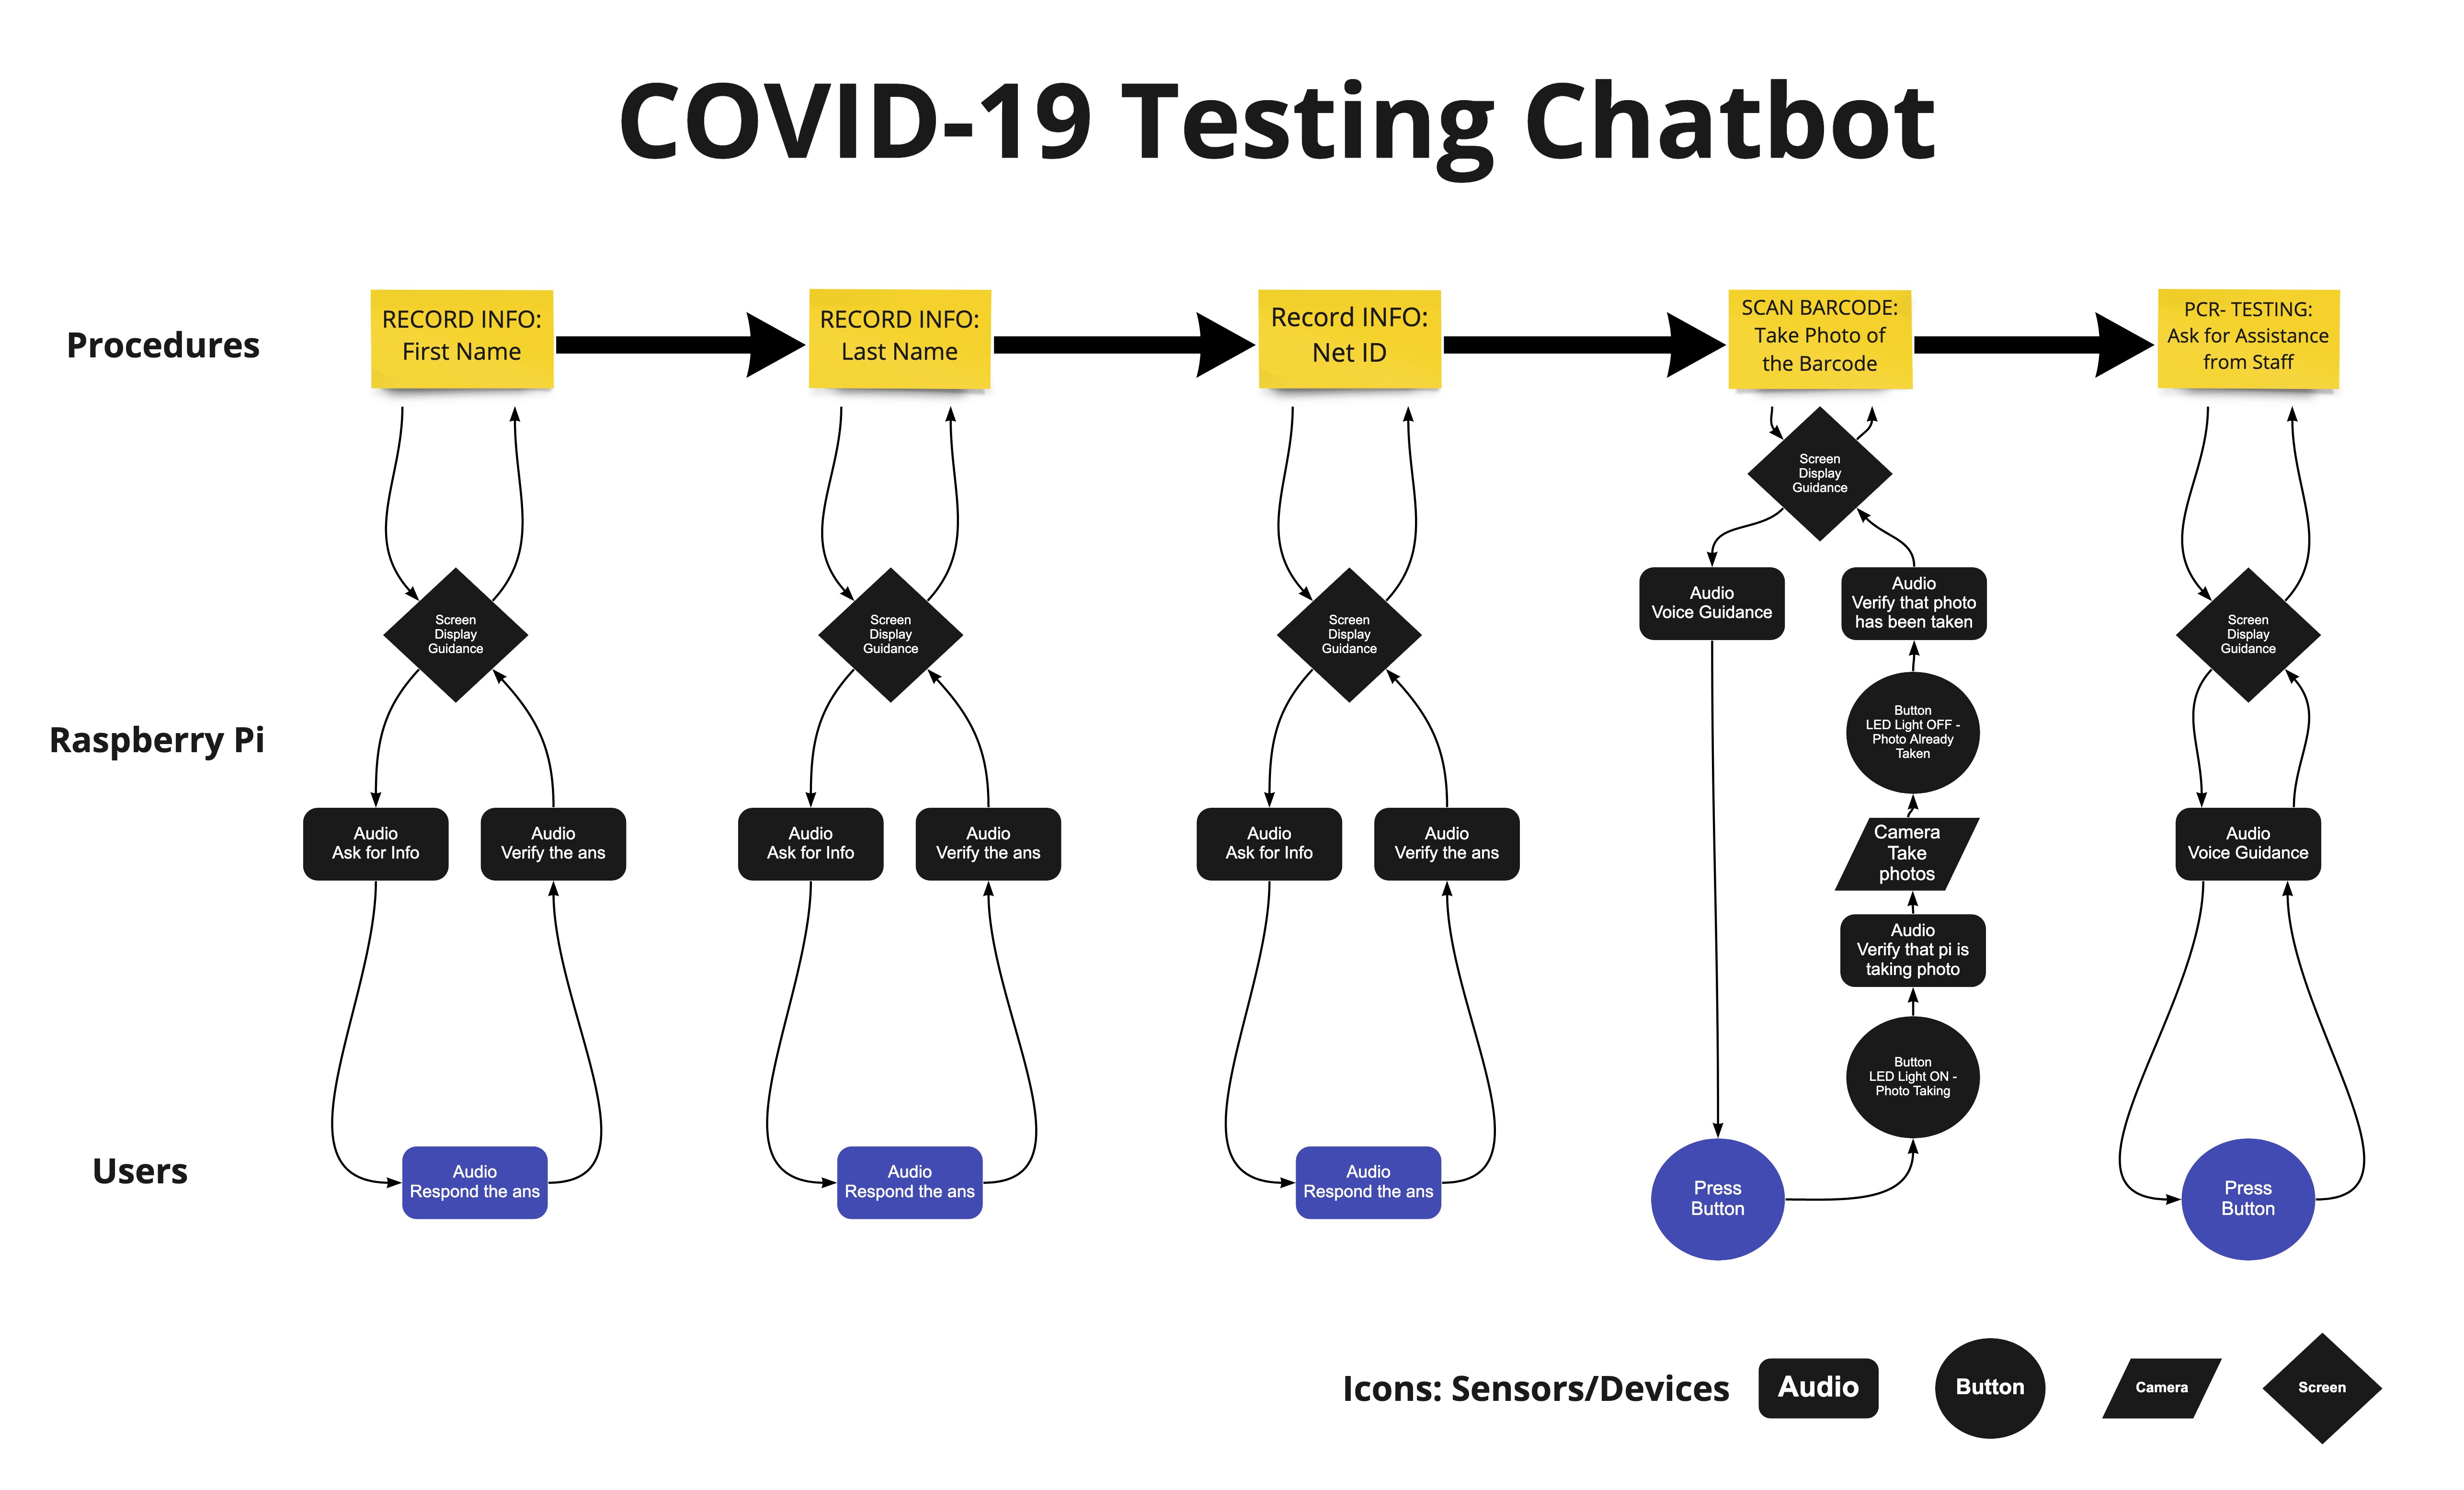 COVID-19 Testing Chatbot
Procedures
RECORD INFO:
First Name
RECORD INFO:
Last Name
Record INFO:
Net ID
SCAN BARCODE:
Take Photo of
the Barcode
PCR- TESTING:
Ask for Assistance
from Staff
Raspberry Pi
Screen
Display
Guidance
Audio
Ask for Info
Audio
Verify the ans
Screen
Display
Guidance
Audio
Ask for Info
Audio
Verify the ans
Screen
Display
Guidance
Audio
Ask for Info
Audio
Verify the ans
Screen
Display
Guidance
Audio
Voice Guidance
Audio
Verify that photo
has been taken
Button
LED Light OFF -
Photo Already
Taken
Camera
Take
photos
Audio
Verify that pi is
taking photo
Button
LED Light ON -
Photo Taking
Screen
Display
Guidance
Audio
Voice Guidance
Users
Audio
Respond the ans
Audio
Respond the ans
Audio
Respond the ans
Press
Button
Press
Button
Icons: Sensors/Devices
Audio
Button
Camera
Screen